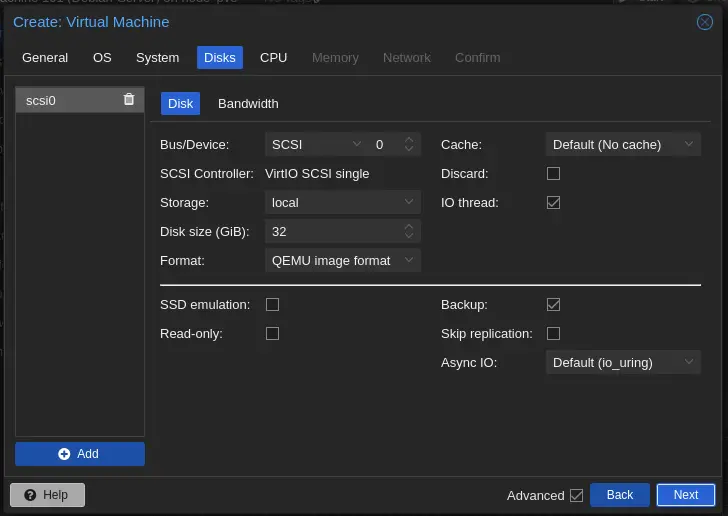 Create: Virtual Machine
General OS System Disks CPU Memory Network Confirm
scsi0
Disk Bandwidth
Bus/Device: SCSI 0 Cache: Default (No cache)
SCSI Controller: VirtIO SCSI single Discard:
Storage: local IO thread:
Disk size (GiB): 32
Format: QEMU image format
SSD emulation: Backup:
Read-only: Skip replication:
Async IO: Default (io_uring)
Add
Help Advanced Back Next